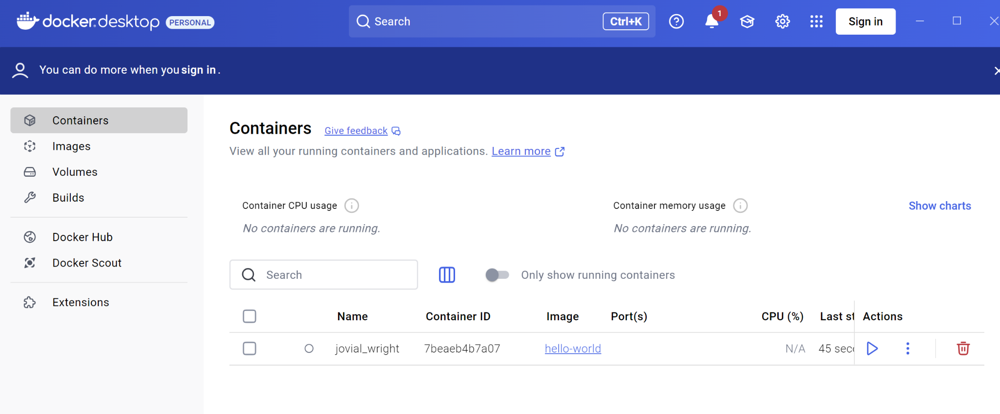 docker.desktop PERSONAL
Search Ctrl+K
1
Sign in
You can do more when you sign in.
Containers
Images
Volumes
Builds
Docker Hub
Docker Scout
Extensions
Containers Give feedback
View all your running containers and applications. Learn more
Container CPU usage
No containers are running.
Container memory usage
No containers are running.
Show charts
Search
Only show running containers
Name Container ID Image Port(s) CPU (%) Last st Actions
jovial_wright 7beaeb4b7a07 hello-world N/A 45 sec